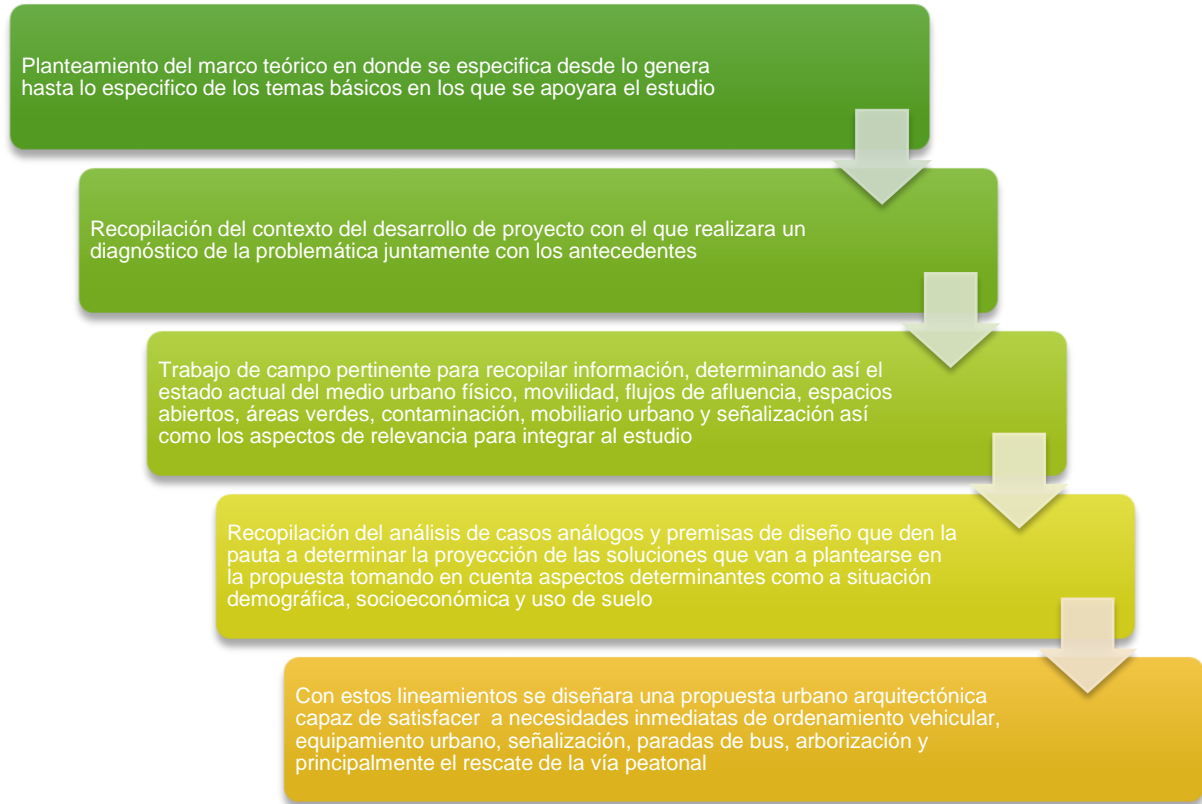 Planteamiento del marco teórico en donde se especifica desde lo genera
hasta lo especifico de los temas básicos en los que se apoyara el estudio
Recopilación del contexto del desarrollo de proyecto con el que realizara un
diagnóstico de la problemática juntamente con los antecedentes
Trabajo de campo pertinente para recopilar información, determinando así el
estado actual del medio urbano físico, movilidad, flujos de afluencia, espacios
abiertos, áreas verdes, contaminación, mobiliario urbano y señalización así
como los aspectos de relevancia para integrar al estudio
Recopilación del análisis de casos análogos y premisas de diseño que den la
pauta a determinar la proyección de las soluciones que van a plantearse en
la propuesta tomando en cuenta aspectos determinantes como a situación
demográfica, socioeconómica y uso de suelo
Con estos lineamientos se diseñara una propuesta urbano arquitectónica
capaz de satisfacer a necesidades inmediatas de ordenamiento vehicular,
equipamiento urbano, señalización, paradas de bus, arborización y
principalmente el rescate de la vía peatonal